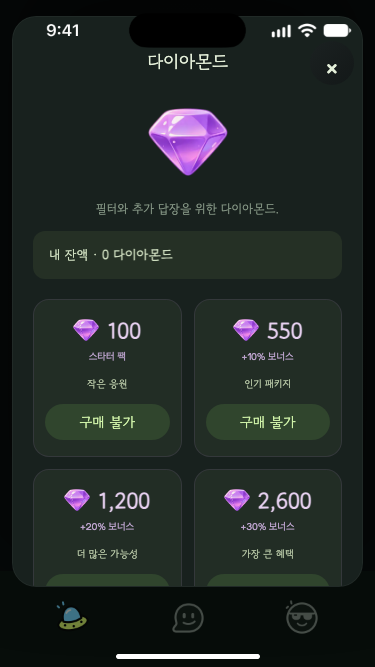 9:41
다이아몬드
필터와 추가 답장을 위한 다이아몬드.
내 잔액 · 0 다이아몬드
100
스타터 팩
작은 응원
구매 불가
550
+10% 보너스
인기 패키지
구매 불가
1,200
+20% 보너스
더 많은 가능성
2,600
+30% 보너스
가장 큰 혜택